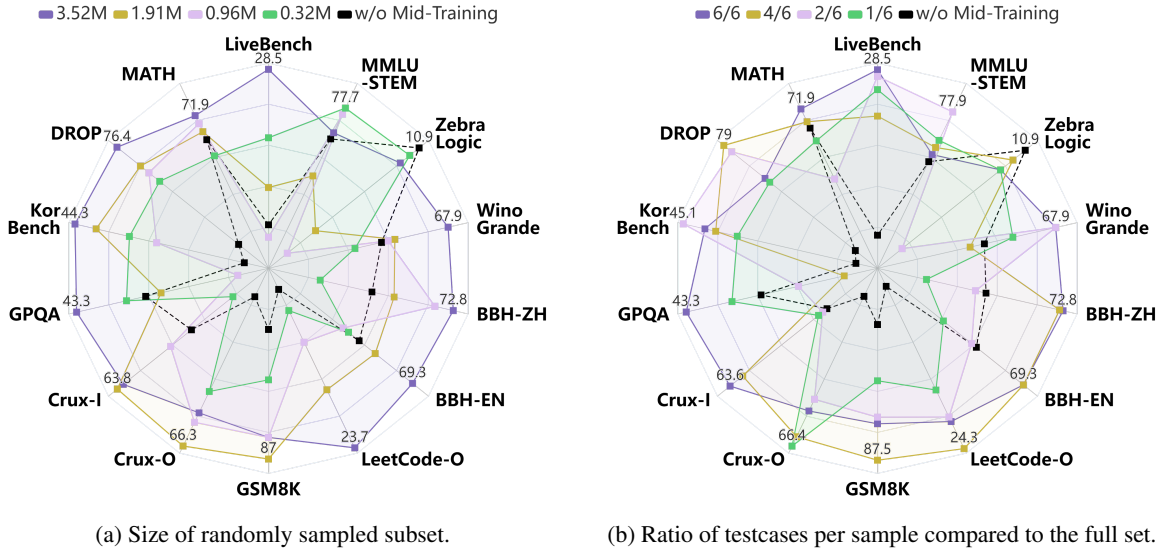 3.52M 1.91M 0.96M 0.32M w/o Mid-Training
LiveBench
28.5
MMLU
-STEM
77.7
Zebra
Logic
10.9
Wino
Grande
67.9
BBH-ZH
72.8
BBH-EN
69.3
LeetCode-O
23.7
GSM8K
87
Crux-O
66.3
Crux-I
63.8
GPQA
43.3
Kor
Bench
44.3
DROP
76.4
MATH
71.9
(a) Size of randomly sampled subset.
6/6 4/6 2/6 1/6 w/o Mid-Training
LiveBench
28.5
MMLU
-STEM
77.9
Zebra
Logic
10.9
Wino
Grande
67.9
BBH-ZH
72.8
BBH-EN
69.3
LeetCode-O
24.3
GSM8K
87.5
Crux-O
66.4
Crux-I
63.6
GPQA
43.3
Kor
Bench
45.1
DROP
79
MATH
71.9
(b) Ratio of testcases per sample compared to the full set.